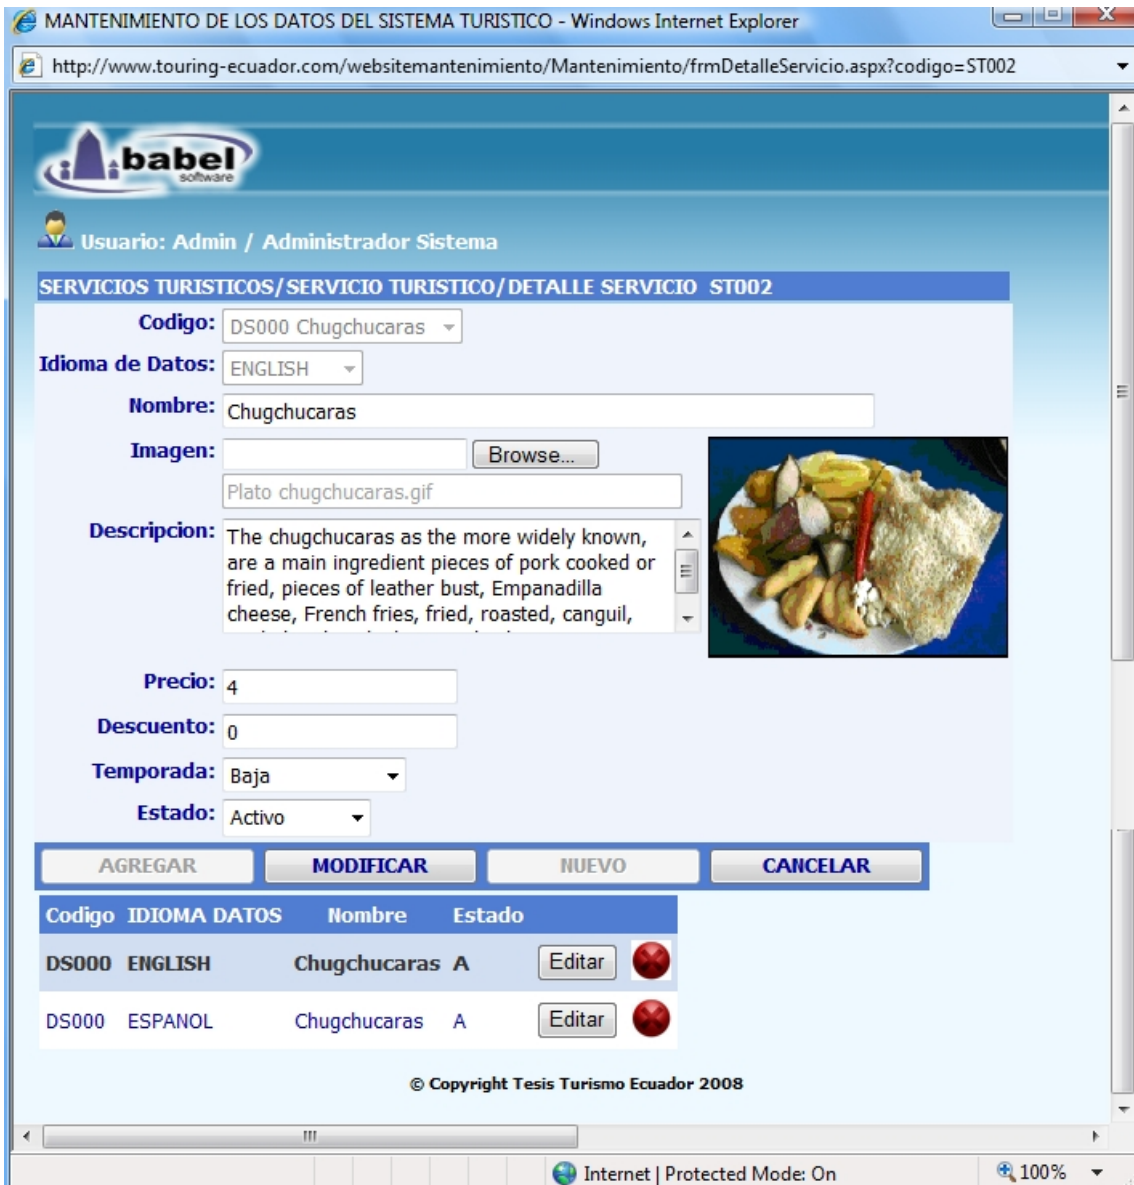 MANTENIMIENTO DE LOS DATOS DEL SISTEMA TURISTICO - Windows Internet Explorer
http://www.touring-ecuador.com/websitemantenimiento/Mantenimiento/frmDetalleServicio.aspx?codigo=ST002
babel
software
Usuario: Admin / Administrador Sistema
SERVICIOS TURISTICOS/SERVICIO TURISTICO/DETALLE SERVICIO ST002
Codigo: DS000 Chugchucaras
Idioma de Datos: ENGLISH
Nombre: Chugchucaras
Imagen: Browse...
Plato chugchucaras.gif
Descripcion: The chugchucaras as the more widely known,
are a main ingredient pieces of pork cooked or
fried, pieces of leather bust, Empanadilla
cheese, French fries, fried, roasted, canguil,
Precio: 4
Descuento: 0
Temporada: Baja
Estado: Activo
AGREGAR MODIFICAR NUEVO CANCELAR
Codigo IDIOMA DATOS Nombre Estado
DS000 ENGLISH Chugchucaras A Editar
DS000 ESPANOL Chugchucaras A Editar
© Copyright Tesis Turismo Ecuador 2008
Internet | Protected Mode: On 100%